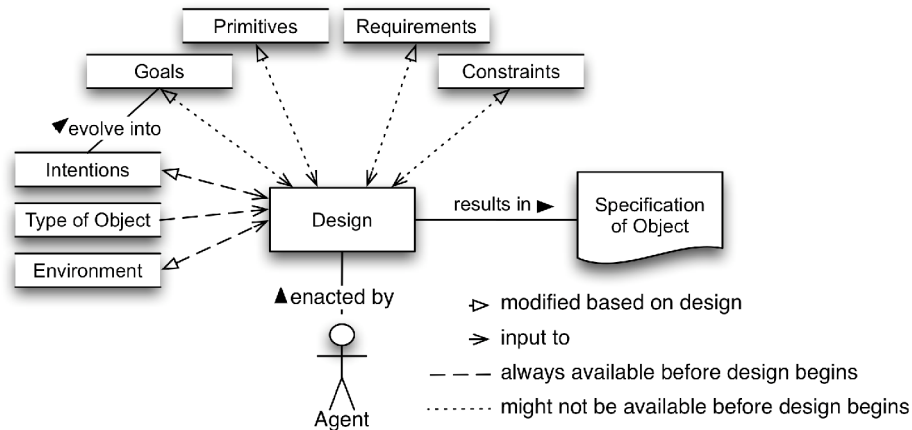 Primitives
Requirements
Goals
Constraints
evolve into
Intentions
Type of Object
Environment
Design
results in
Specification
of Object
enacted by
Agent
modified based on design
input to
always available before design begins
might not be available before design begins